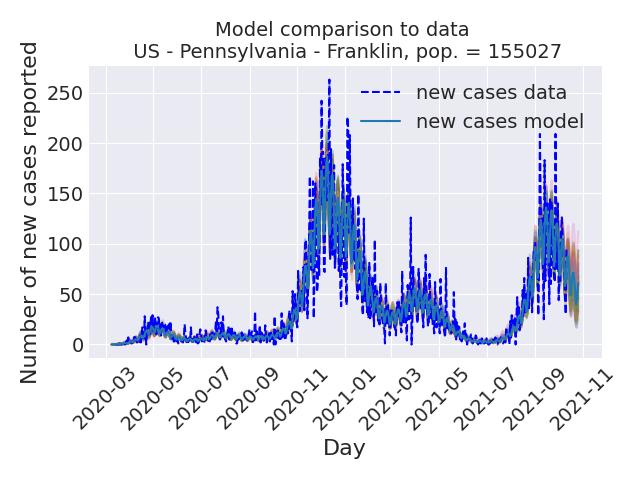 Model comparison to data
US - Pennsylvania - Franklin, pop. = 155027
Number of new cases reported
250
200
150
100
50
0
new cases data
new cases model
2020-03
2020-05
2020-07
2020-09
2020-11
2021-01
2021-03
2021-05
2021-07
2021-09
2021-11
Day